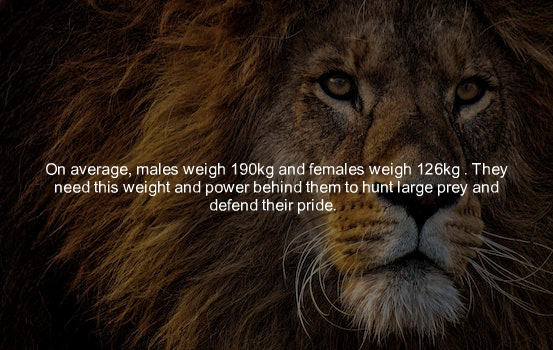 On average, males weigh 190kg and females weigh 126kg . They
need this weight and power behind them to hunt large prey and
defend their pride.